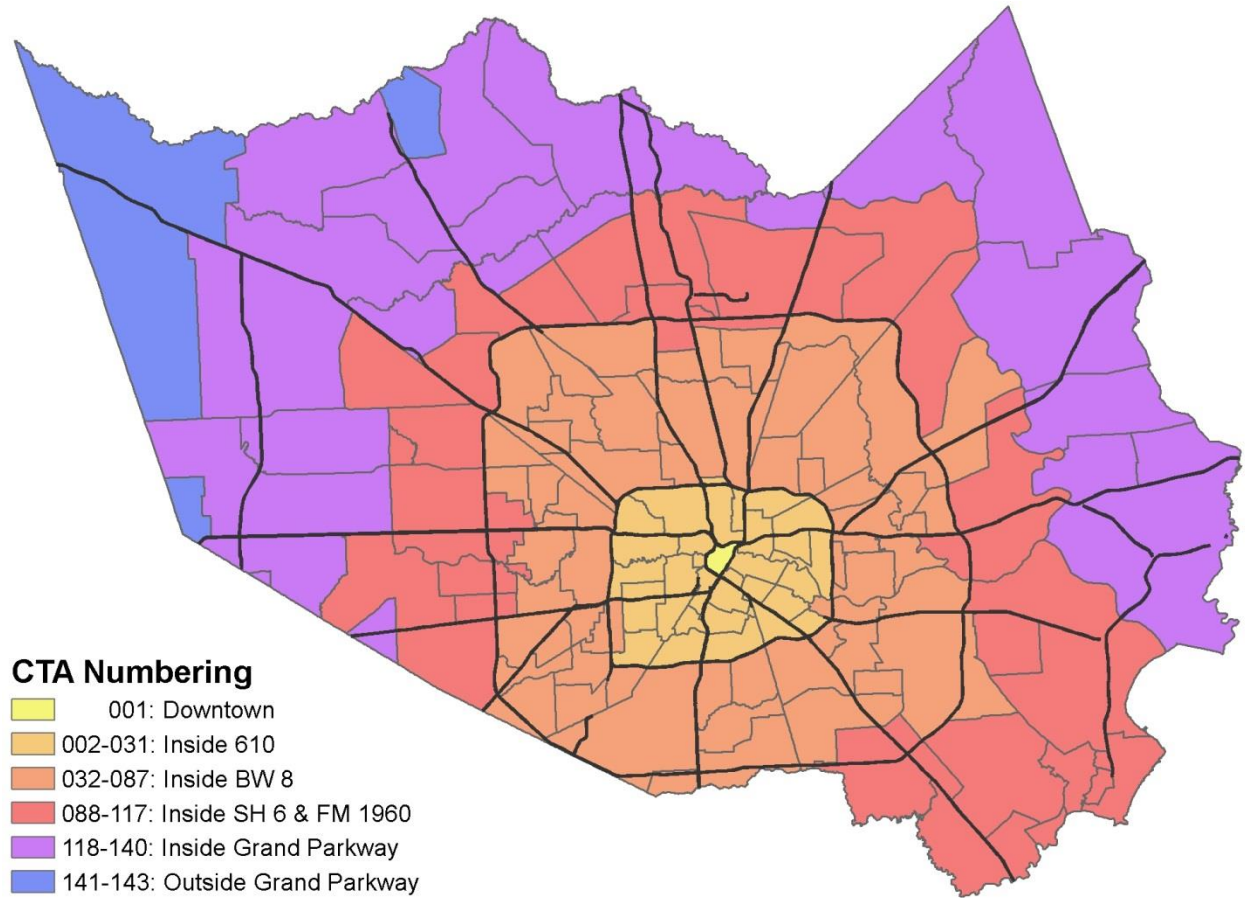 CTA Numbering
001: Downtown
002-031: Inside 610
032-087: Inside BW 8
088-117: Inside SH 6 & FM 1960
118-140: Inside Grand Parkway
141-143: Outside Grand Parkway